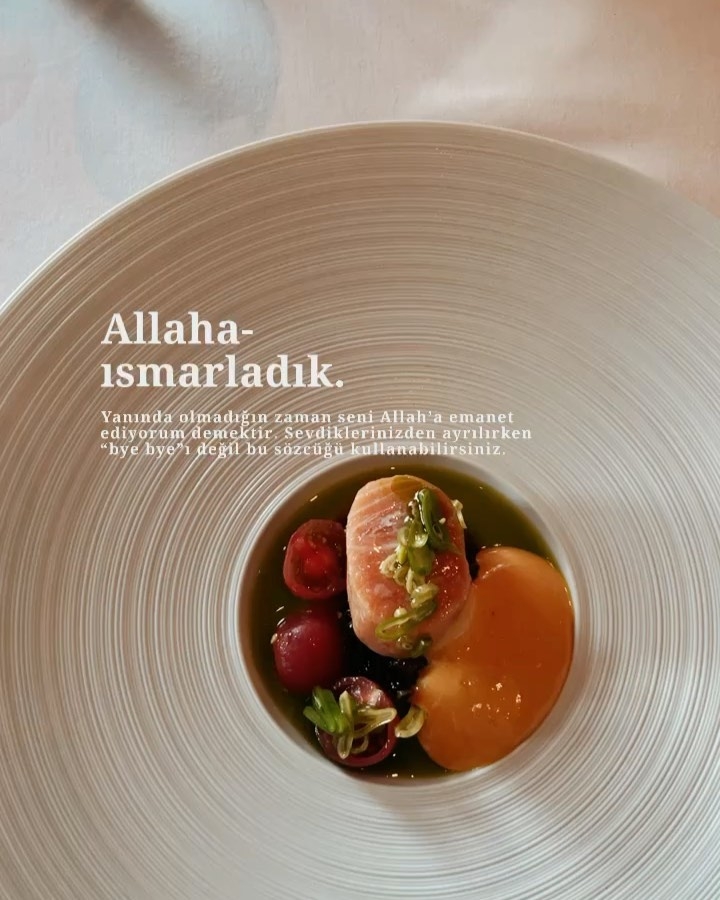 Allaha-
ısmarladık.
Yanında olmadığın zaman seni Allah'a emanet
ediyorum demektir. Sevdiklerinizden ayrılırken
“bye bye”ı değil bu sözcüğü kullanabilirsiniz.